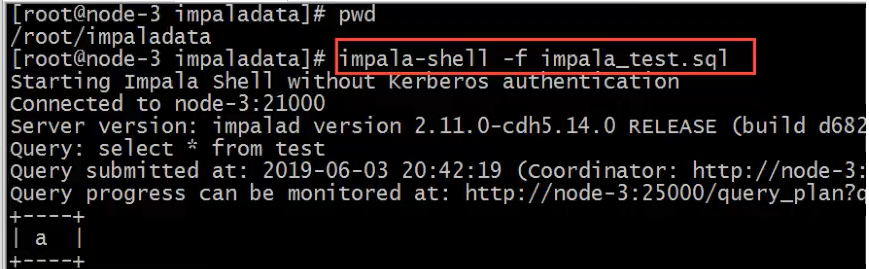 [root@node-3 impaladata]# pwd
/root/impaladata
[root@node-3 impaladata]# impala-shell -f impala_test.sql
Starting Impala Shell without Kerberos authentication
Connected to node-3:21000
Server version: impalad version 2.11.0-cdh5.14.0 RELEASE (build d682
Query: select * from test
Query submitted at: 2019-06-03 20:42:19 (Coordinator: http://node-3:
Query progress can be monitored at: http://node-3:25000/query_plan?q
+----+
| a  |
+----+